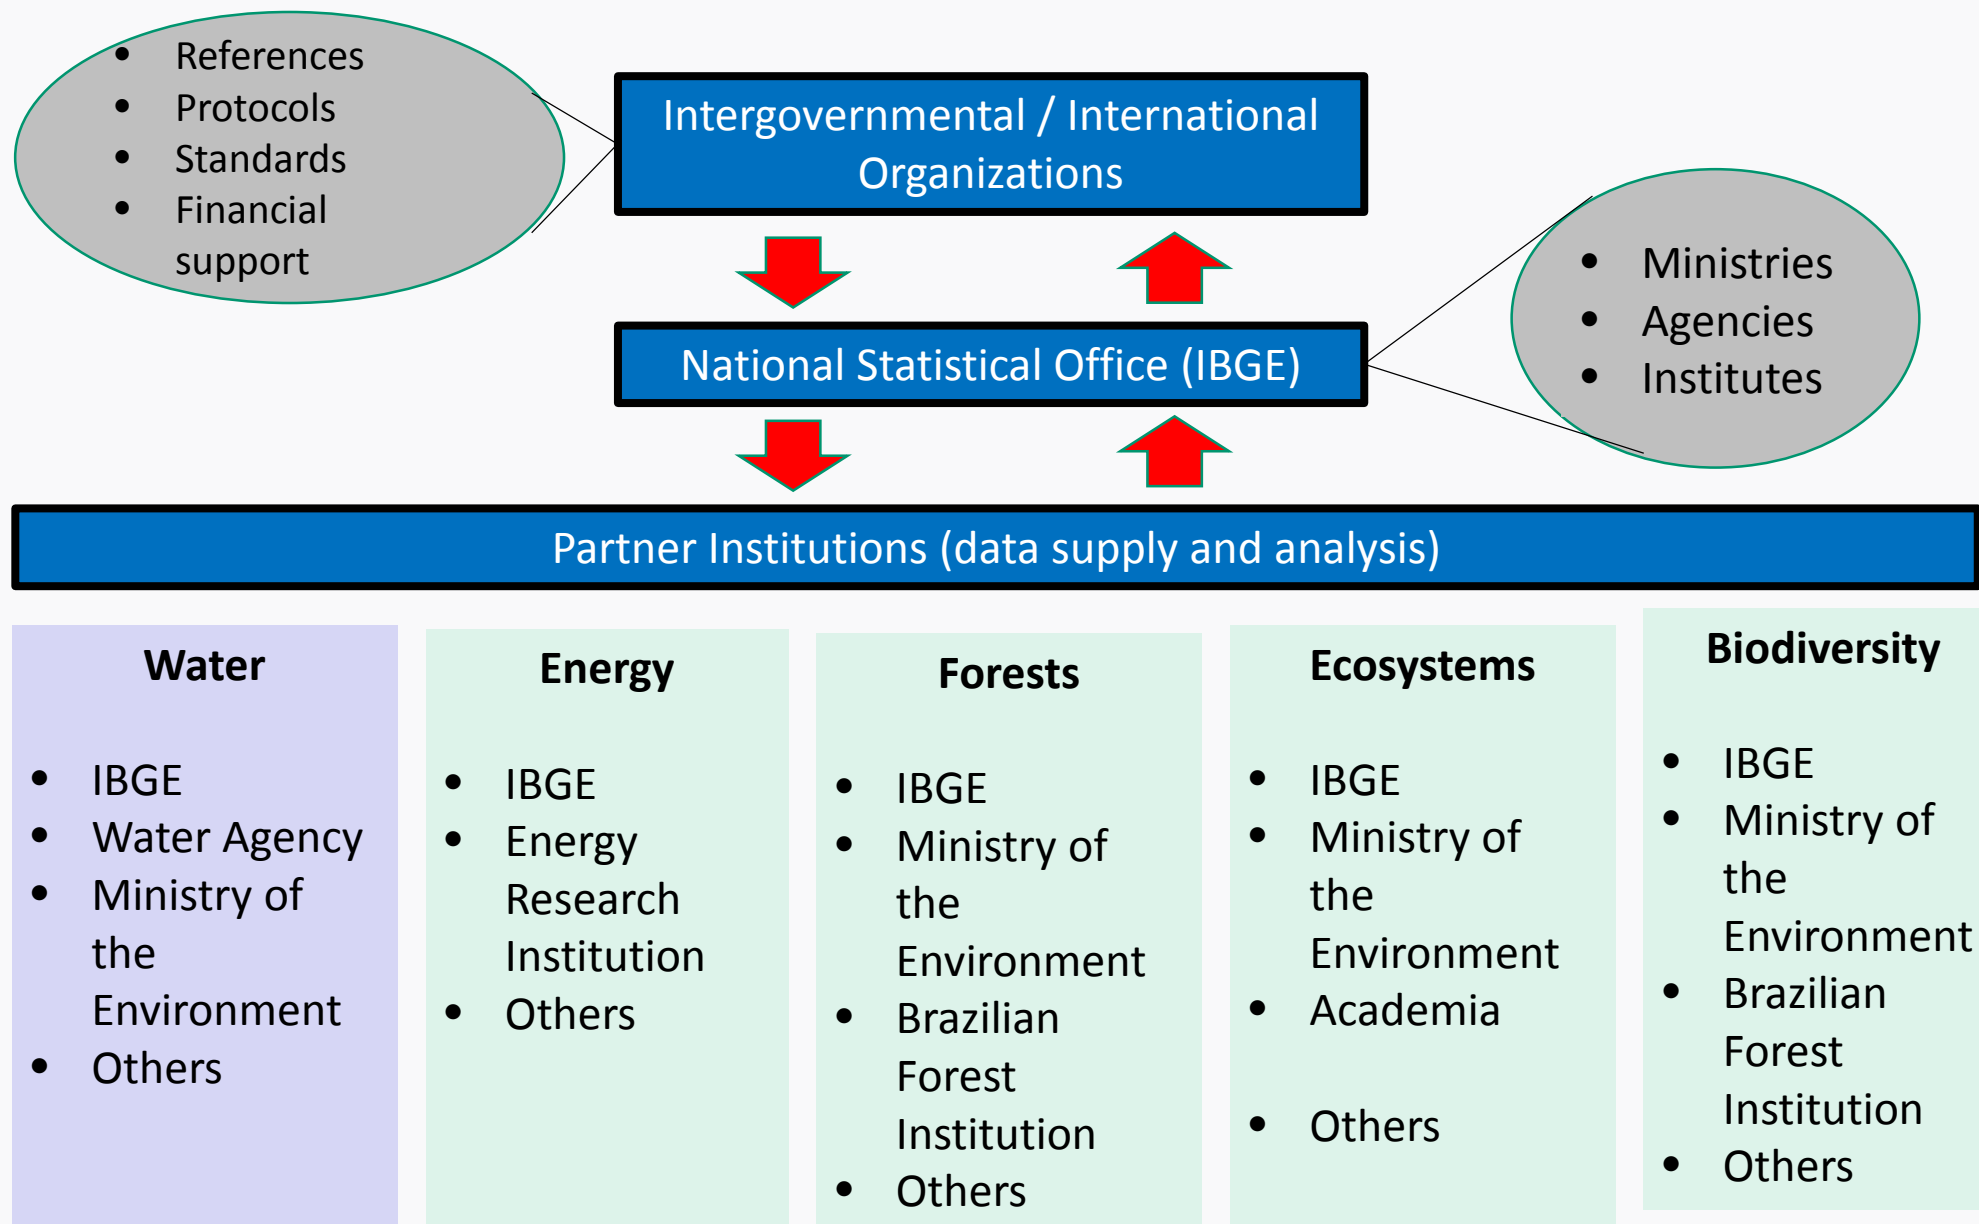 • References
• Protocols
• Standards
• Financial
support
Intergovernmental / International
Organizations
• Ministries
• Agencies
• Institutes
National Statistical Office (IBGE)
Partner Institutions (data supply and analysis)
Water
• IBGE
• Water Agency
• Ministry of
the
Environment
• Others
Energy
• IBGE
• Energy
Research
Institution
• Others
Forests
• IBGE
• Ministry of
the
Environment
• Brazilian
Forest
Institution
• Others
Ecosystems
• IBGE
• Ministry of
the
Environment
• Academia
• Others
Biodiversity
• IBGE
• Ministry of
the
Environment
• Brazilian
Forest
Institution
• Others